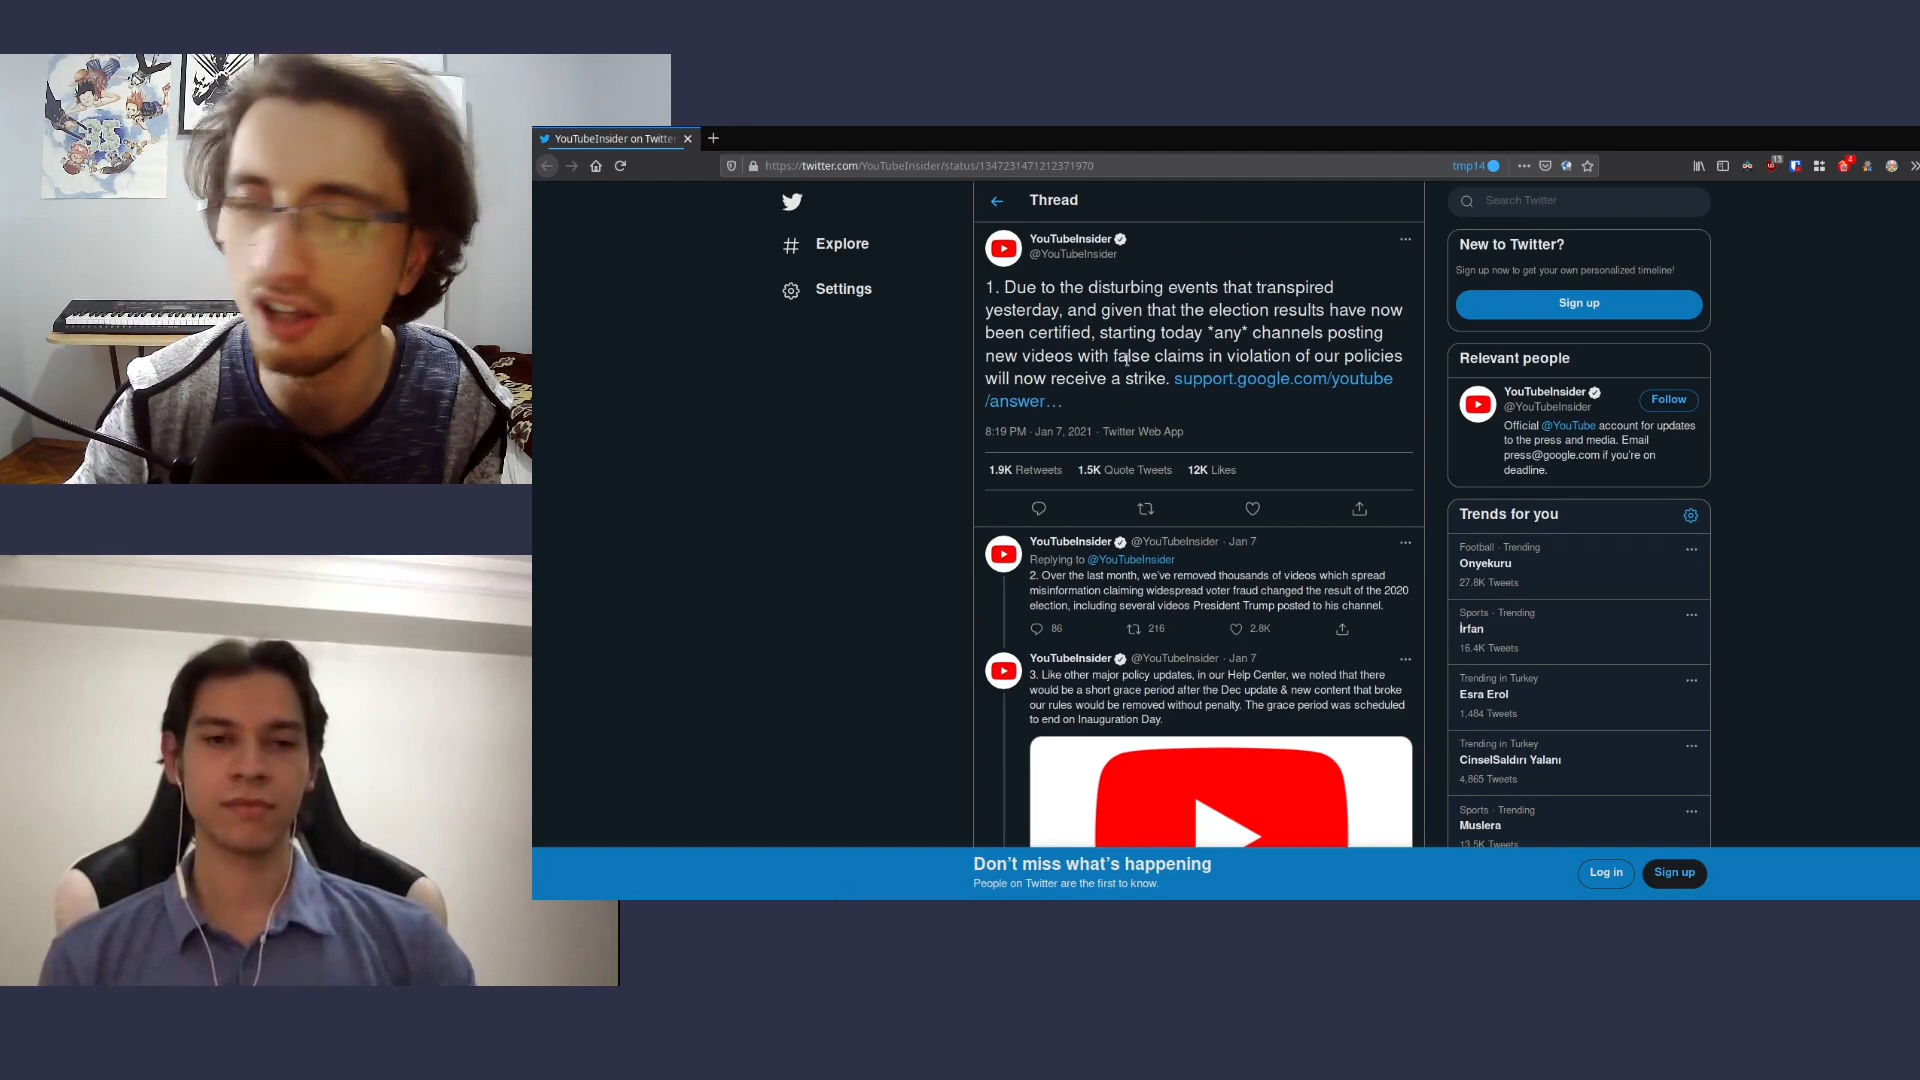 YouTubeInsider on Twitter
https://twitter.com/YouTubeInsider/status/1347231471212371970
tmp14
13
4
Explore
Settings
Thread
YouTubeInsider
@YouTubeInsider
1. Due to the disturbing events that transpired
yesterday, and given that the election results have now
been certified, starting today *any* channels posting
new videos with false claims in violation of our policies
will now receive a strike. support.google.com/youtube
/answer…
8:19 PM · Jan 7, 2021 · Twitter Web App
1.9K Retweets 1.5K Quote Tweets 12K Likes
YouTubeInsider @YouTubeInsider · Jan 7
Replying to @YouTubeInsider
2. Over the last month, we've removed thousands of videos which spread
misinformation claiming widespread voter fraud changed the result of the 2020
election, including several videos President Trump posted to his channel.
86 216 2.8K
YouTubeInsider @YouTubeInsider · Jan 7
3. Like other major policy updates, in our Help Center, we noted that there
would be a short grace period after the Dec update & new content that broke
our rules would be removed without penalty. The grace period was scheduled
to end on Inauguration Day.
Search Twitter
New to Twitter?
Sign up now to get your own personalized timeline!
Sign up
Relevant people
YouTubeInsider
@YouTubeInsider
Follow
Official @YouTube account for updates
to the press and media. Email
press@google.com if you're on
deadline.
Trends for you
Football · Trending
Onyekuru
27.8K Tweets
Sports · Trending
İrfan
16.4K Tweets
Trending in Turkey
Esra Erol
1,484 Tweets
Trending in Turkey
CinselSaldırı Yalanı
4,865 Tweets
Sports · Trending
Muslera
13.5K Tweets
Don't miss what's happening
People on Twitter are the first to know.
Log in
Sign up